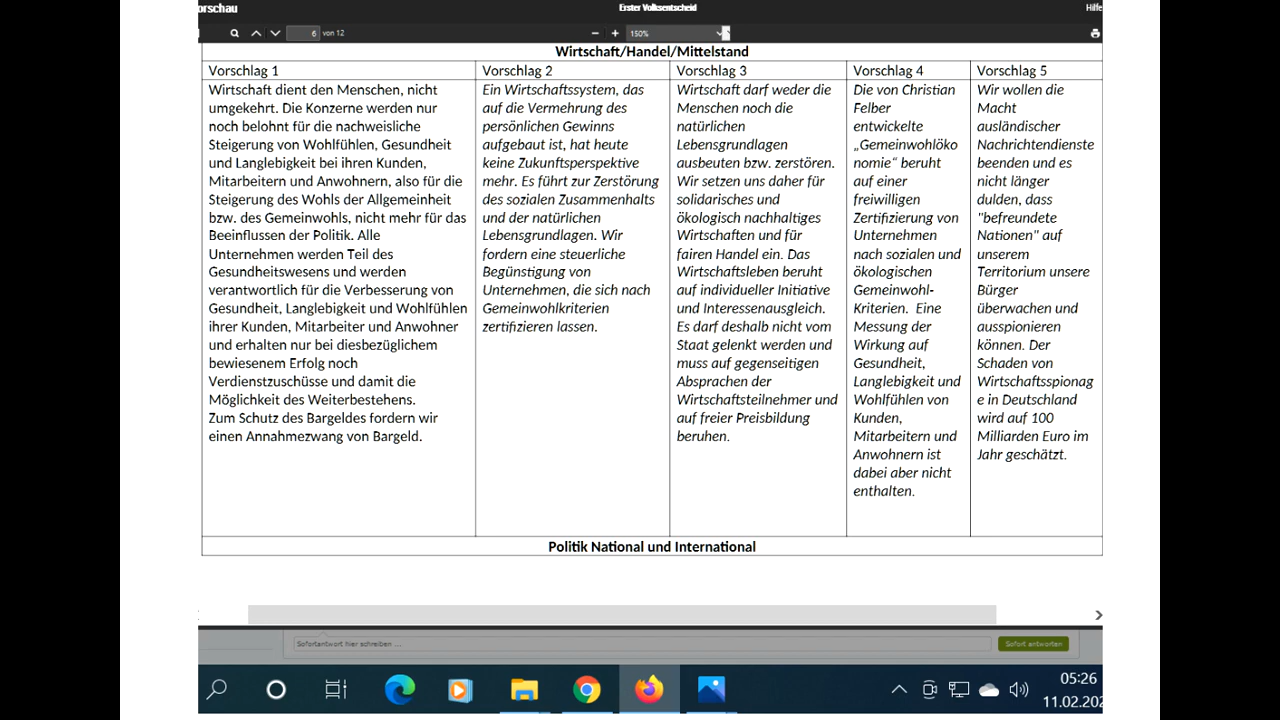 orschau
Erster Volksentscheid
Hilfe
6 von 12
150%
Wirtschaft/Handel/Mittelstand
Vorschlag 1
Wirtschaft dient den Menschen, nicht
umgekehrt. Die Konzerne werden nur
noch belohnt für die nachweisliche
Steigerung von Wohlfühlen, Gesundheit
und Langlebigkeit bei ihren Kunden,
Mitarbeitern und Anwohnern, also für die
Steigerung des Wohls der Allgemeinheit
bzw. des Gemeinwohls, nicht mehr für das
Beeinflussen der Politik. Alle
Unternehmen werden Teil des
Gesundheitswesens und werden
verantwortlich für die Verbesserung von
Gesundheit, Langlebigkeit und Wohlfühlen
ihrer Kunden, Mitarbeiter und Anwohner
und erhalten nur bei diesbezüglichem
bewiesenem Erfolg noch
Verdienstzuschüsse und damit die
Möglichkeit des Weiterbestehens.
Zum Schutz des Bargeldes fordern wir
einen Annahmezwang von Bargeld.
Vorschlag 2
Ein Wirtschaftssystem, das
auf die Vermehrung des
persönlichen Gewinns
aufgebaut ist, hat heute
keine Zukunftsperspektive
mehr. Es führt zur Zerstörung
des sozialen Zusammenhalts
und der natürlichen
Lebensgrundlagen. Wir
fordern eine steuerliche
Begünstigung von
Unternehmen, die sich nach
Gemeinwohlkriterien
zertifizieren lassen.
Vorschlag 3
Wirtschaft darf weder die
Menschen noch die
natürlichen
Lebensgrundlagen
ausbeuten bzw. zerstören.
Wir setzen uns daher für
solidarisches und
ökologisch nachhaltiges
Wirtschaften und für
fairen Handel ein. Das
Wirtschaftsleben beruht
auf individueller Initiative
und Interessenausgleich.
Es darf deshalb nicht vom
Staat gelenkt werden und
muss auf gegenseitigen
Absprachen der
Wirtschaftsteilnehmer und
auf freier Preisbildung
beruhen.
Vorschlag 4
Die von Christian
Felber
entwickelte
„Gemeinwohlöko
nomie“ beruht
auf einer
freiwilligen
Zertifizierung von
Unternehmen
nach sozialen und
ökologischen
Gemeinwohl-
Kriterien. Eine
Messung der
Wirkung auf
Gesundheit,
Langlebigkeit und
Wohlfühlen von
Kunden,
Mitarbeitern und
Anwohnern ist
dabei aber nicht
enthalten.
Vorschlag 5
Wir wollen die
Macht
ausländischer
Nachrichtendienste
beenden und es
nicht länger
dulden, dass
"befreundete
Nationen" auf
unserem
Territorium unsere
Bürger
überwachen und
ausspionieren
können. Der
Schaden von
Wirtschaftsspionag
e in Deutschland
wird auf 100
Milliarden Euro im
Jahr geschätzt.
Politik National und International
Sofortantwort hier schreiben ...
Sofort antworten
05:26
11.02.202